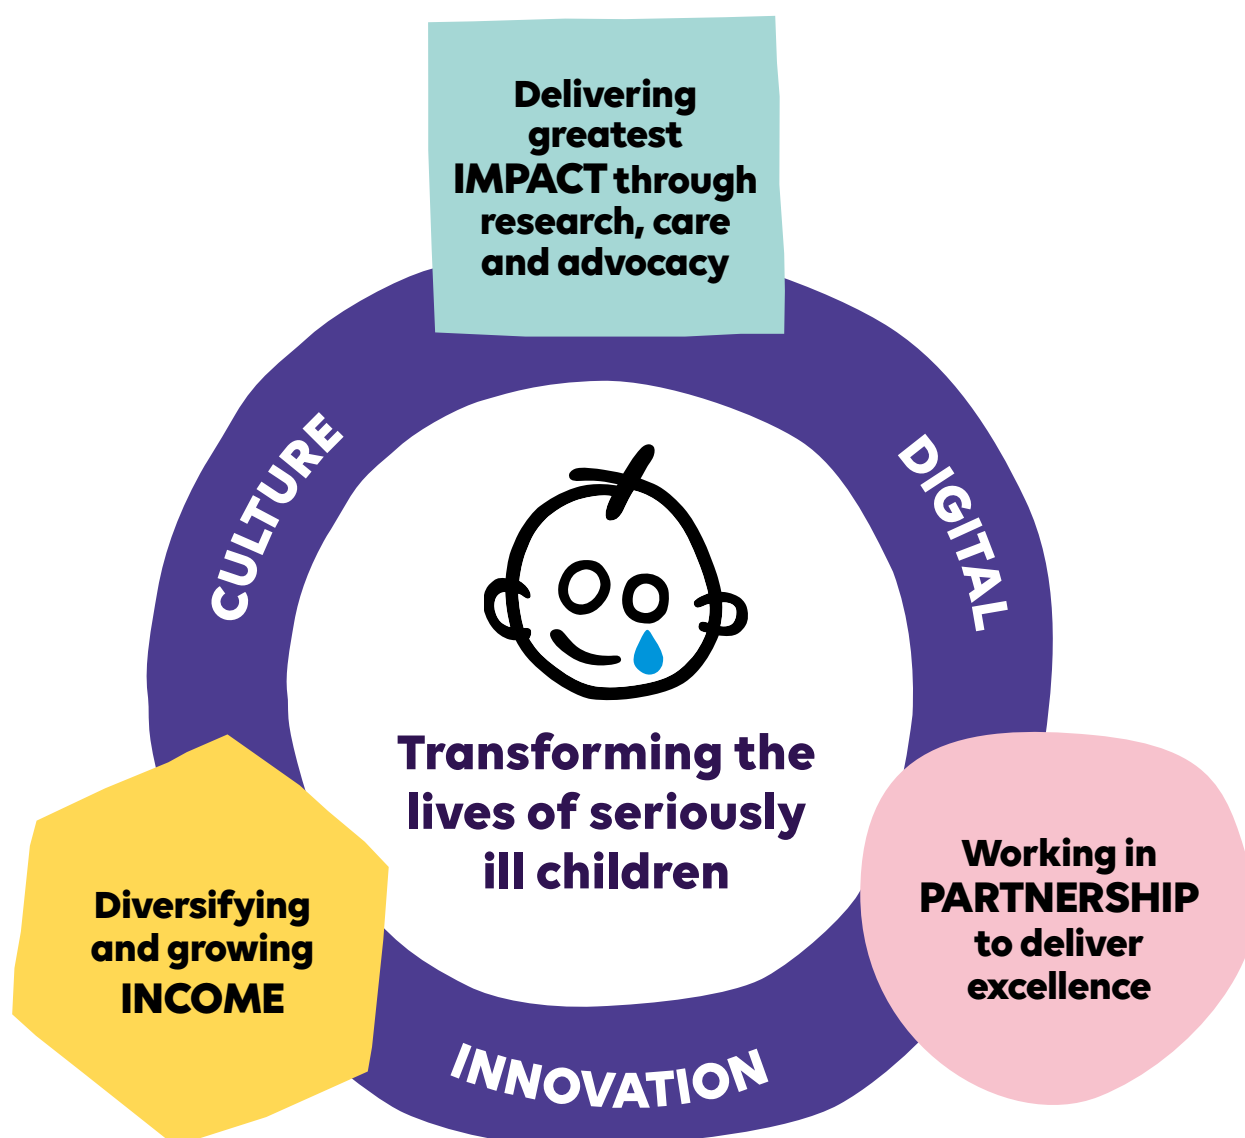 Delivering
greatest
IMPACT through
research, care
and advocacy
CULTURE
DIGITAL
Transforming the
lives of seriously
ill children
Diversifying
and growing
INCOME
Working in
PARTNERSHIP
to deliver
excellence
INNOVATION